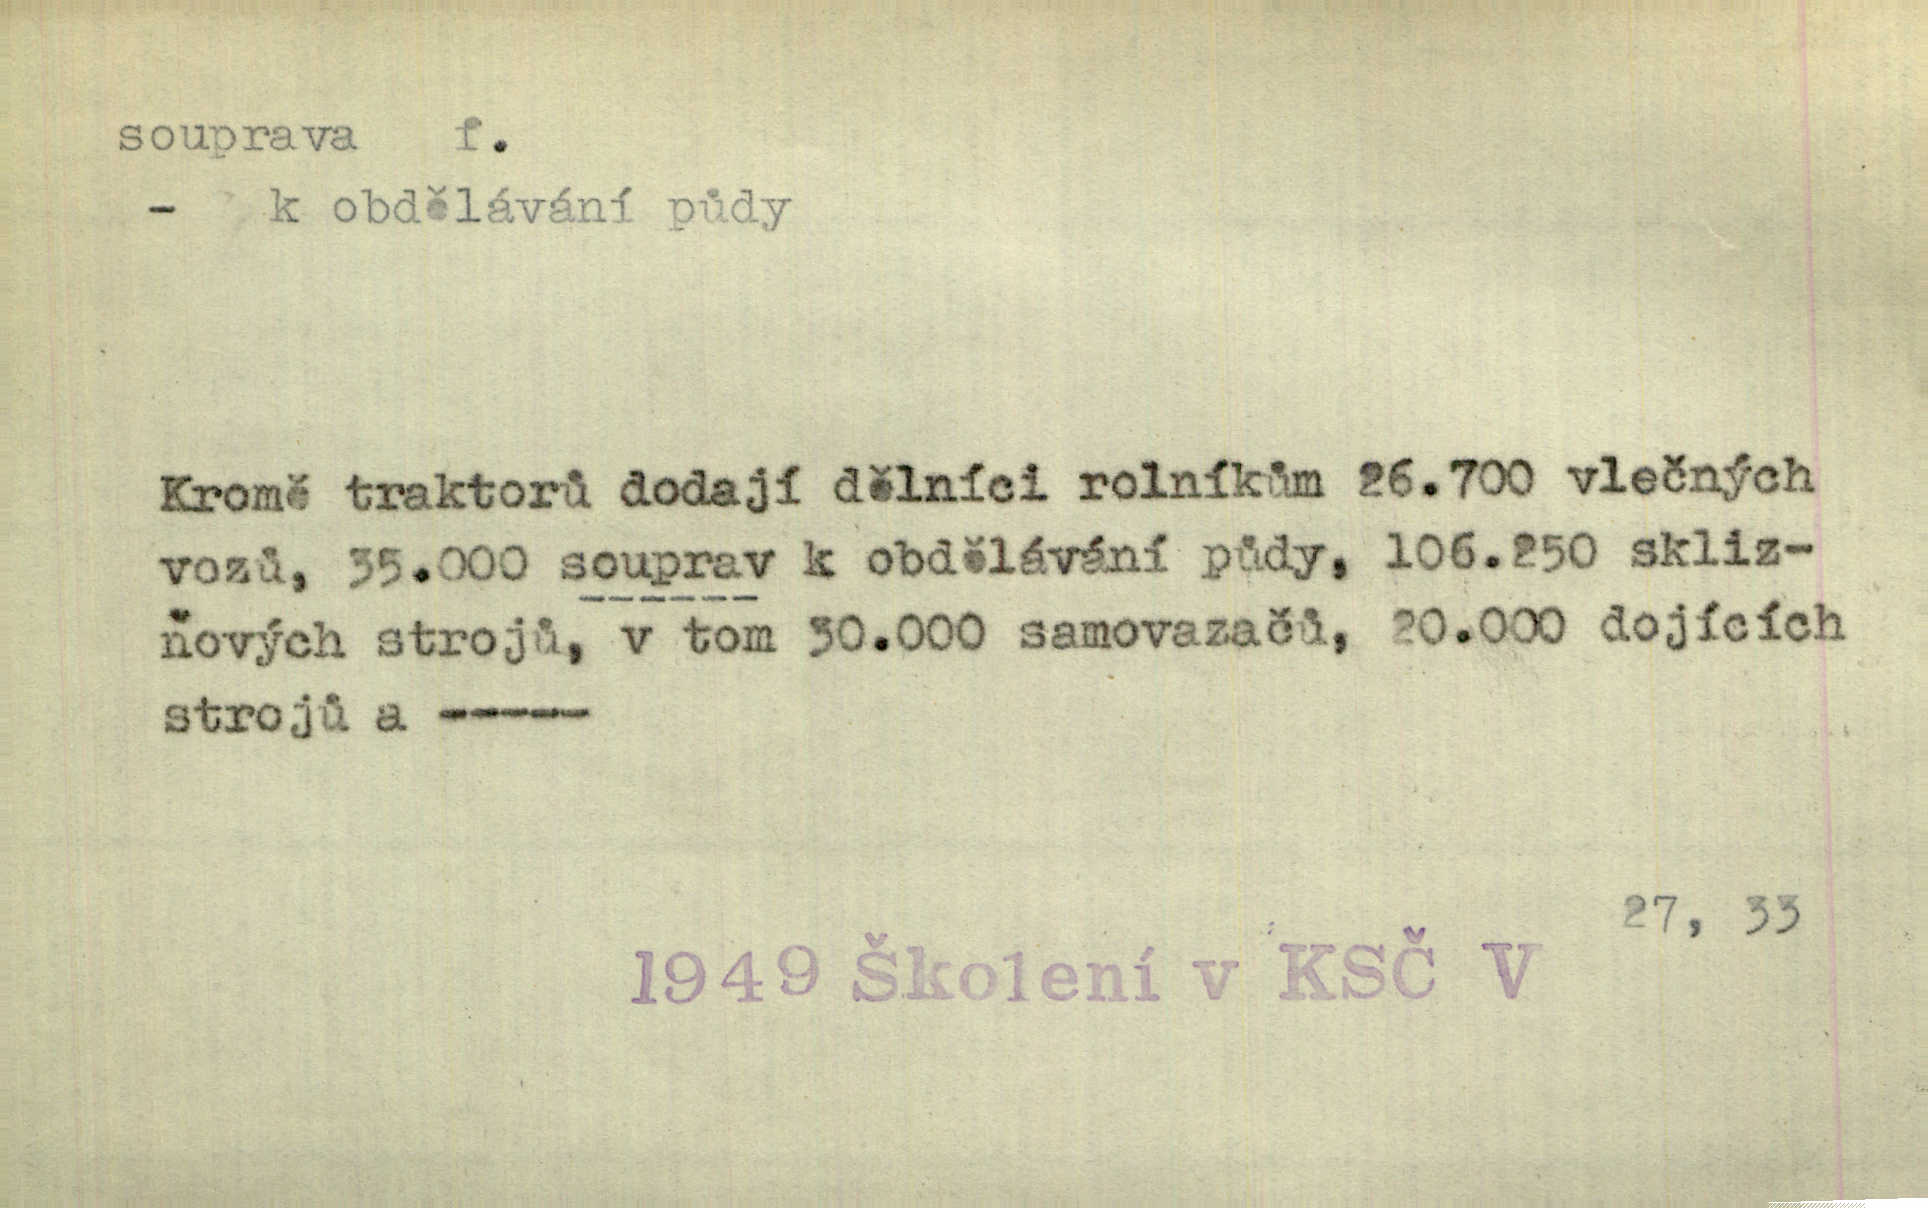 souprava f.
- k obdělávání půdy
Kromě traktorů dodají dělníci rolníkům 26.700 vlečných
vozů, 35.000 souprav k obdělávání půdy, 106.250 skliz-
ňových strojů, v tom 30.000 samovazačů, 20.000 dojících
strojů a -----
27, 33
1949 Školení v KSČ V